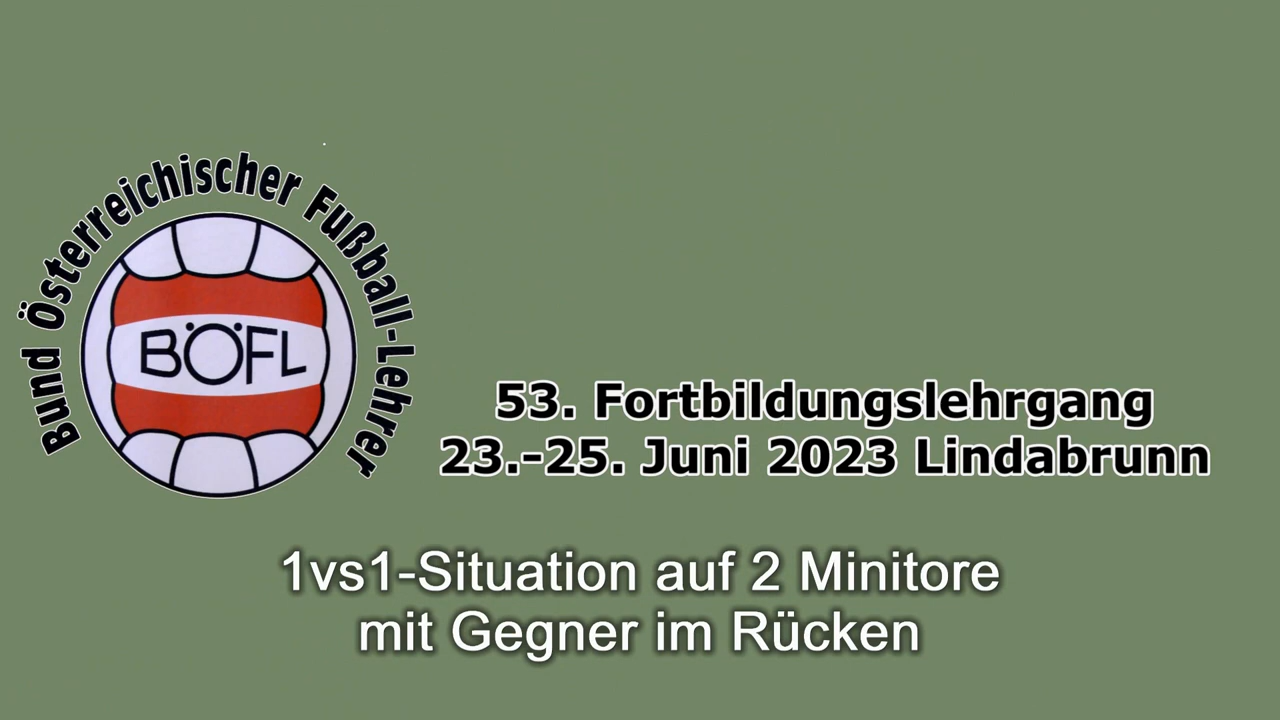 Bund Österreichischer Fußball-Lehrer
BÖFL
53. Fortbildungslehrgang
23.-25. Juni 2023 Lindabrunn
1vs1-Situation auf 2 Minitore
mit Gegner im Rücken